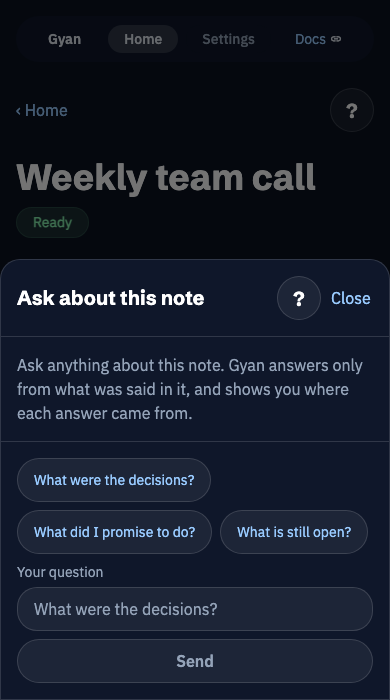 Gyan Home Settings Docs
‹ Home ?
Weekly team call
Ready
Ask about this note ? Close
Ask anything about this note. Gyan answers only
from what was said in it, and shows you where
each answer came from.
What were the decisions?
What did I promise to do? What is still open?
Your question
What were the decisions?
Send